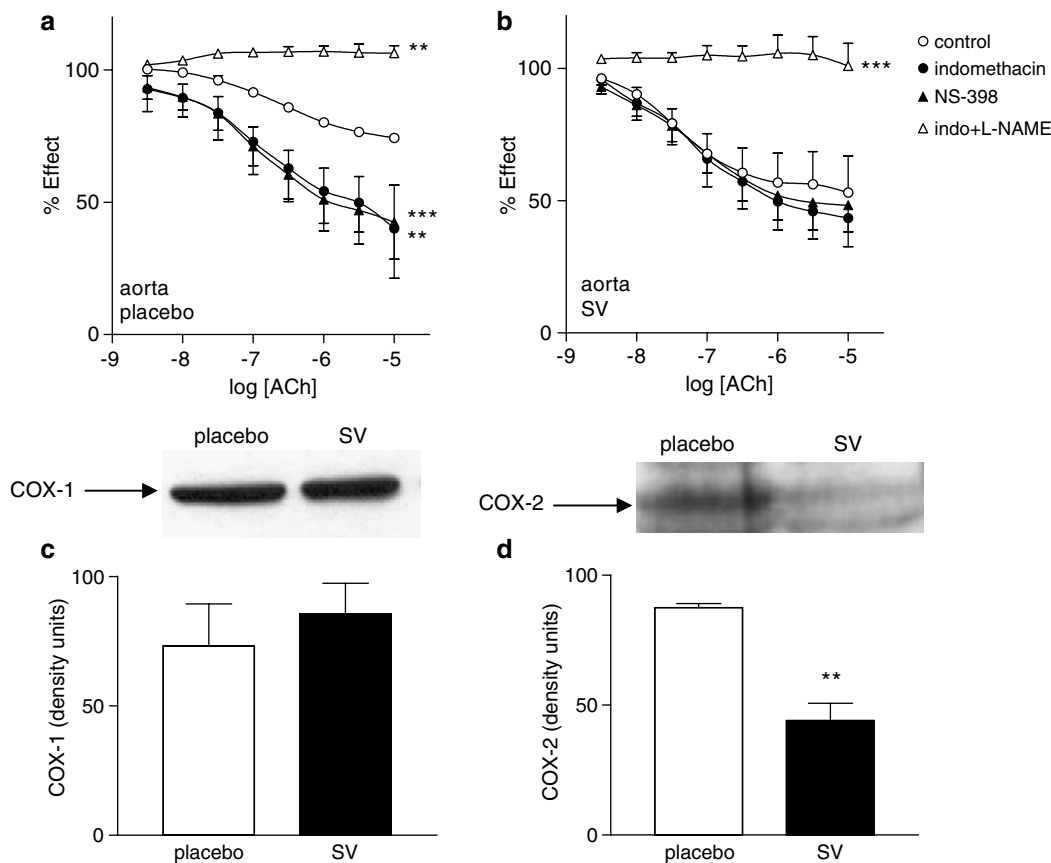 a
b
100
50
0
% Effect
**
***
**
aorta
placebo
-9
-8
-7
-6
-5
log [ACh]
100
50
0
% Effect
***
aorta
SV
-9
-8
-7
-6
-5
log [ACh]
control
indomethacin
NS-398
indo+L-NAME
placebo SV
COX-1
placebo SV
COX-2
c
d
100
50
0
COX-1 (density units)
placebo SV
100
50
0
COX-2 (density units)
**
placebo SV